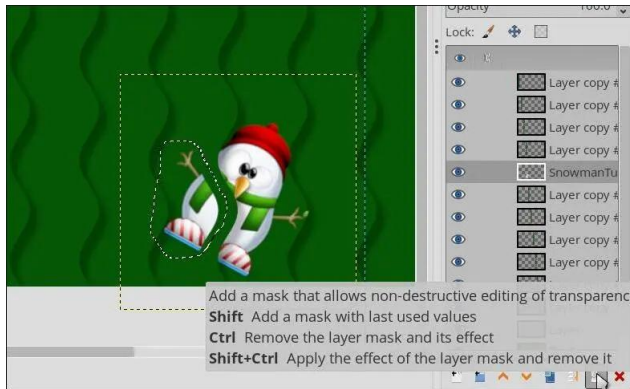 Opacity 100.0
Lock:
Layer copy #
Layer copy #
Layer copy #
Layer copy #
SnowmanTu
Layer copy #
Layer copy #
Layer copy #
Layer copy #
Add a mask that allows non-destructive editing of transparenc
Shift Add a mask with last used values
Ctrl Remove the layer mask and its effect
Shift+Ctrl Apply the effect of the layer mask and remove it